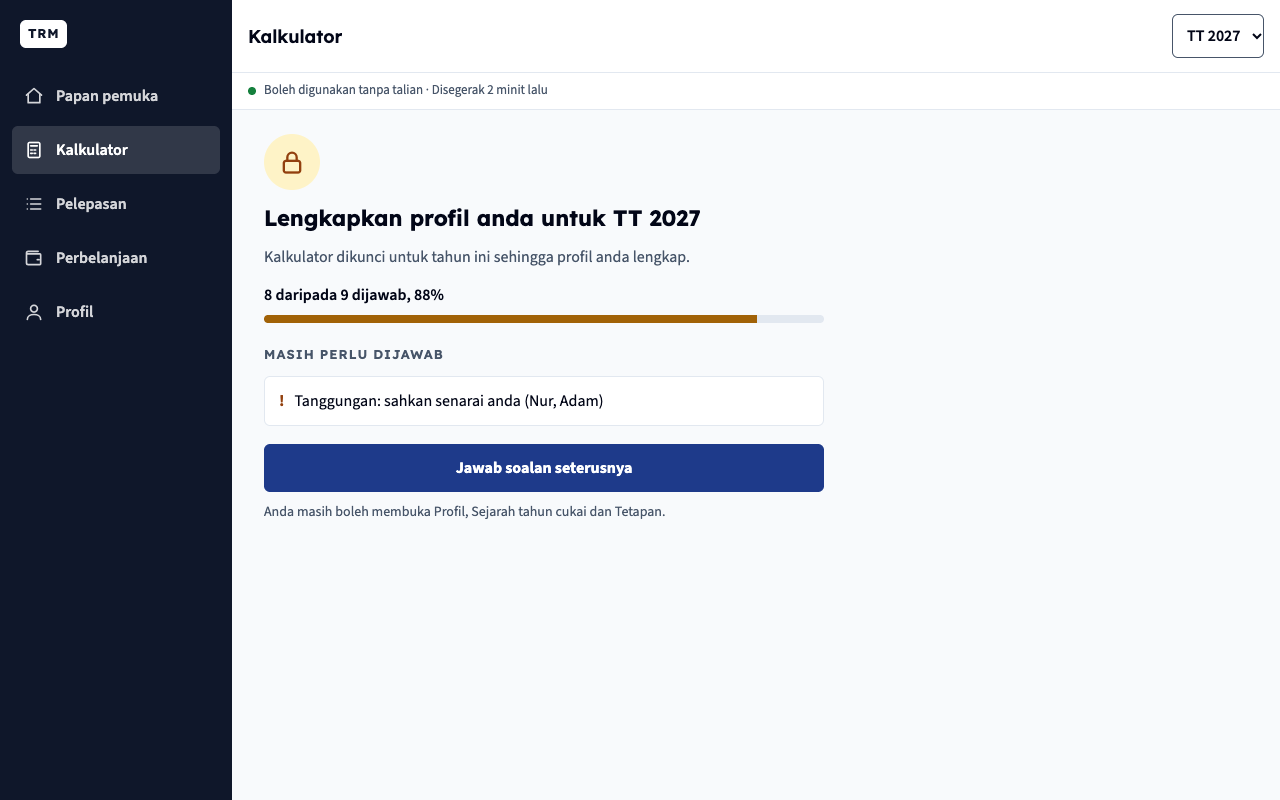 TRM
Papan pemuka
Kalkulator
Pelepasan
Perbelanjaan
Profil
Kalkulator
TT 2027
Boleh digunakan tanpa talian · Disegerak 2 minit lalu
Lengkapkan profil anda untuk TT 2027
Kalkulator dikunci untuk tahun ini sehingga profil anda lengkap.
8 daripada 9 dijawab, 88%
MASIH PERLU DIJAWAB
! Tanggungan: sahkan senarai anda (Nur, Adam)
Jawab soalan seterusnya
Anda masih boleh membuka Profil, Sejarah tahun cukai dan Tetapan.